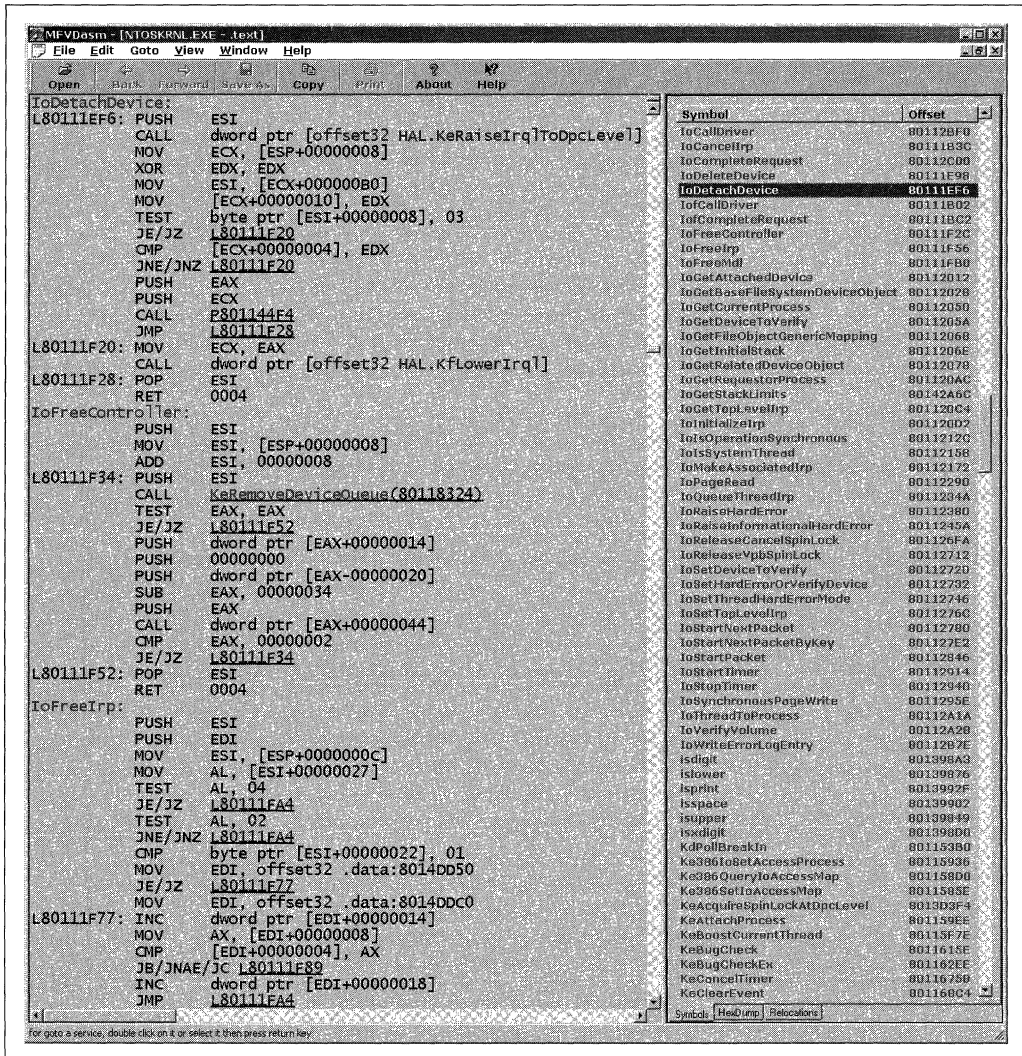 MFVDasm - [NTOSKRNL.EXE - .text]
File Edit Goto View Window Help
Open Back Forward Save As Copy Print About Help
IoDetachDevice:
L80111EF6: PUSH ESI
CALL dword ptr [offset32 HAL.KeRaiseIrqlToDpcLevel]
MOV ECX, [ESP+00000008]
XOR EDX, EDX
MOV ESI, [ECX+000000B0]
MOV [ECX+00000010], EDX
TEST byte ptr [ESI+00000008], 03
JE/JZ L80111F20
CMP [ECX+00000004], EDX
JNE/JNZ L80111F20
PUSH EAX
PUSH ECX
CALL P801144F4
JMP L80111F28
L80111F20: MOV ECX, EAX
CALL dword ptr [offset32 HAL.KfLowerIrql]
L80111F28: POP ESI
RET 0004
IoFreeController:
PUSH ESI
MOV ESI, [ESP+00000008]
ADD ESI, 00000008
L80111F34: PUSH ESI
CALL KeRemoveDeviceQueue(80118324)
TEST EAX, EAX
JE/JZ L80111F52
PUSH dword ptr [EAX+00000014]
PUSH 00000000
PUSH dword ptr [EAX-00000020]
SUB EAX, 00000034
PUSH EAX
CALL dword ptr [EAX+00000044]
CMP EAX, 00000002
JE/JZ L80111F34
L80111F52: POP ESI
RET 0004
IoFreeIrp:
PUSH ESI
PUSH EDI
MOV ESI, [ESP+0000000C]
MOV AL, [ESI+00000027]
TEST AL, 04
JE/JZ L80111FA4
TEST AL, 02
JNE/JNZ L80111FA4
CMP byte ptr [ESI+00000022], 01
MOV EDI, offset32 .data:8014DD50
JE/JZ L80111F77
MOV EDI, offset32 .data:8014DDC0
L80111F77: INC dword ptr [EDI+00000014]
MOV AX, [EDI+00000008]
CMP [EDI+00000004], AX
JB/JNAE/JC L80111F89
INC dword ptr [EDI+00000018]
JMP L80111FA4
Symbol Offset
IoCallDriver 80112BF0
IoCancelIrp 80111B3C
IoCompleteRequest 80112C00
IoDeleteDevice 80111E98
IoDetachDevice 80111EF6
IofCallDriver 80111B02
IofCompleteRequest 80111BC2
IoFreeController 80111F2C
IoFreeIrp 80111F56
IoFreeMdl 80111FB0
IoGetAttachedDevice 80112012
IoGetBaseFileSystemDeviceObject 80112028
IoGetCurrentProcess 80112050
IoGetDeviceToVerify 8011205A
IoGetFileObjectGenericMapping 80112068
IoGetInitialStack 8011206E
IoGetRelatedDeviceObject 80112078
IoGetRequestorProcess 801120AC
IoGetStackLimits 80142A6C
IoGetTopLevelIrp 801120C4
IoInitializeIrp 801120D2
IoIsOperationSynchronous 8011212C
IoIsSystemThread 80112158
IoMakeAssociatedIrp 80112172
IoPageRead 80112290
IoQueueThreadIrp 8011234A
IoRaiseHardError 80112380
IoRaiseInformationalHardError 8011245A
IoReleaseCancelSpinLock 801126FA
IoReleaseVpbSpinLock 80112712
IoSetDeviceToVerify 80112720
IoSetHardErrorOrVerifyDevice 80112732
IoSetThreadHardErrorMode 80112746
IoSetTopLevelIrp 8011276C
IoStartNextPacket 80112780
IoStartNextPacketByKey 801127E2
IoStartPacket 80112846
IoStartTimer 80112914
IoStopTimer 80112940
IoSynchronousPageWrite 8011295E
IoThreadToProcess 80112A1A
IoVerifyVolume 80112A20
IoWriteErrorLogEntry 80112B7E
isdigit 801398A3
islower 80139876
isprint 8013992F
isspace 80139902
isupper 80139849
isxdigit 801398D0
KdPollBreakIn 801153B0
Ke386IoSetAccessProcess 80115936
Ke386QueryIoAccessMap 801158D0
Ke386SetIoAccessMap 8011585E
KeAcquireSpinLockAtDpcLevel 8013D3F4
KeAttachProcess 801159EE
KeBoostCurrentThread 80115F7E
KeBugCheck 8011615E
KeBugCheckEx 801162EE
KeCancelTimer 80116750
KeClearEvent 801168C4
Symbols HexDump Relocations
for goto a service, double click on it or select it then press return key